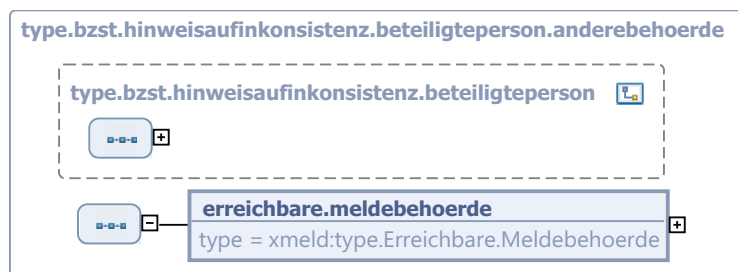 type.bzst.hinweisaufinkonsistenz.beteiligteperson.anderebehoerde
type.bzst.hinweisaufinkonsistenz.beteiligteperson
erreichbare.meldebehoerde
type = xmeld:type.Erreichbare.Meldebehoerde